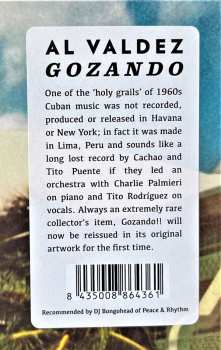 AL VALDEZ
GOZANDO
One of the 'holy grails' of 1960s
Cuban music was not recorded,
produced or released in Havana
or New York; in fact it was made
in Lima, Peru and sounds like a
long lost record by Cachao and
Tito Puente if they led an
orchestra with Charlie Palmieri
on piano and Tito Rodríguez on
vocals. Always an extremely rare
collector's item, Gozando!! will
now be reissued in its original
artwork for the first time.
8 435008 864361
Recommended by DJ Bongohead of Peace & Rhythm